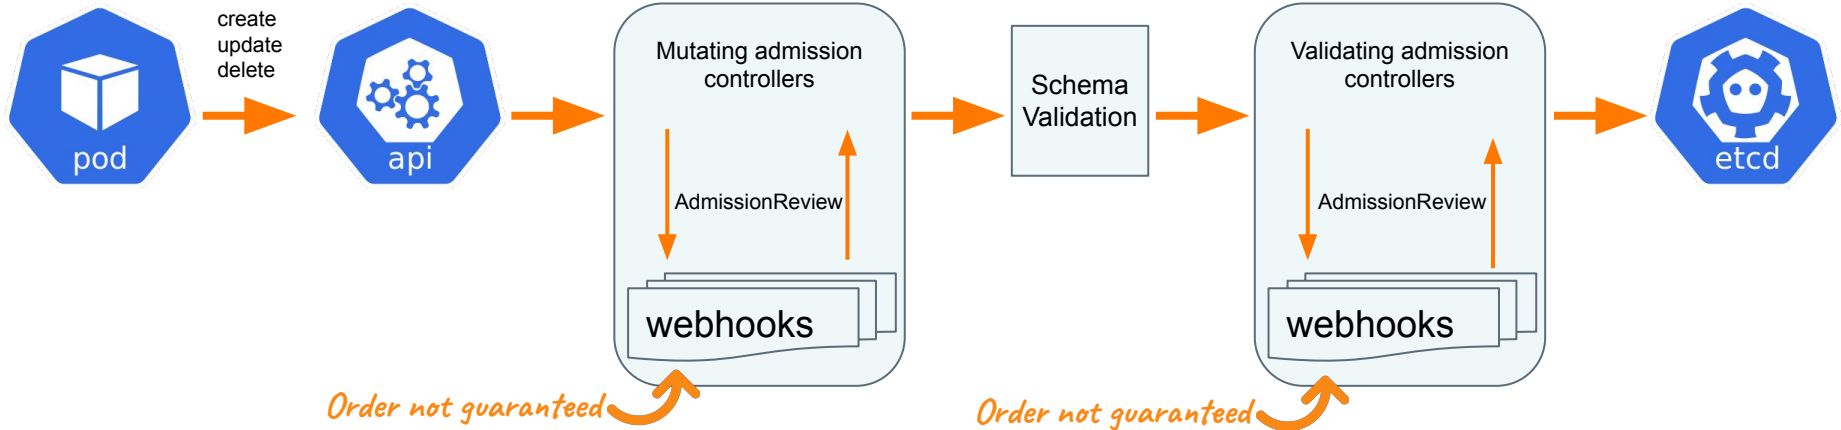 create
update
delete
pod
api
Mutating admission
controllers
AdmissionReview
webhooks
Order not guaranteed
Schema
Validation
Validating admission
controllers
AdmissionReview
webhooks
Order not guaranteed
etcd